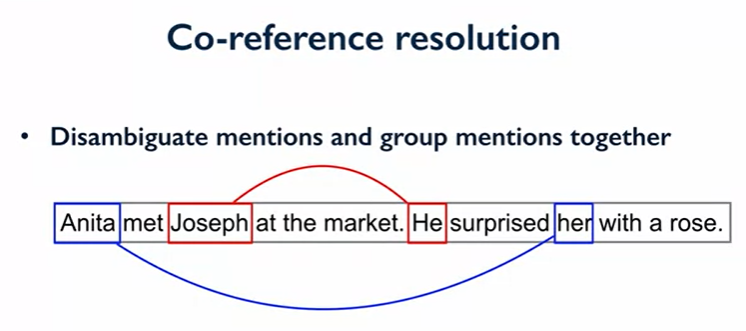 Co-reference resolution
• Disambiguate mentions and group mentions together
Anita met Joseph at the market. He surprised her with a rose.